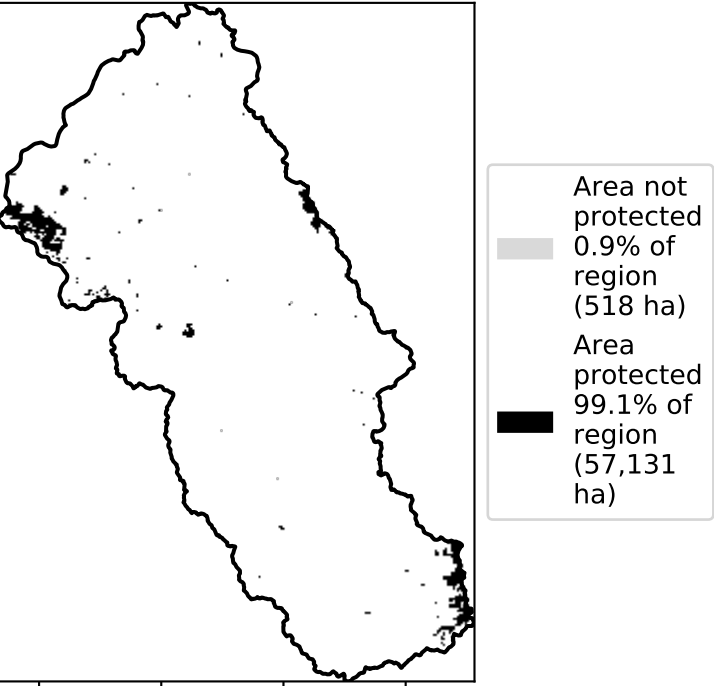 Area not
protected
0.9% of
region
(518 ha)
Area
protected
99.1% of
region
(57,131
ha)